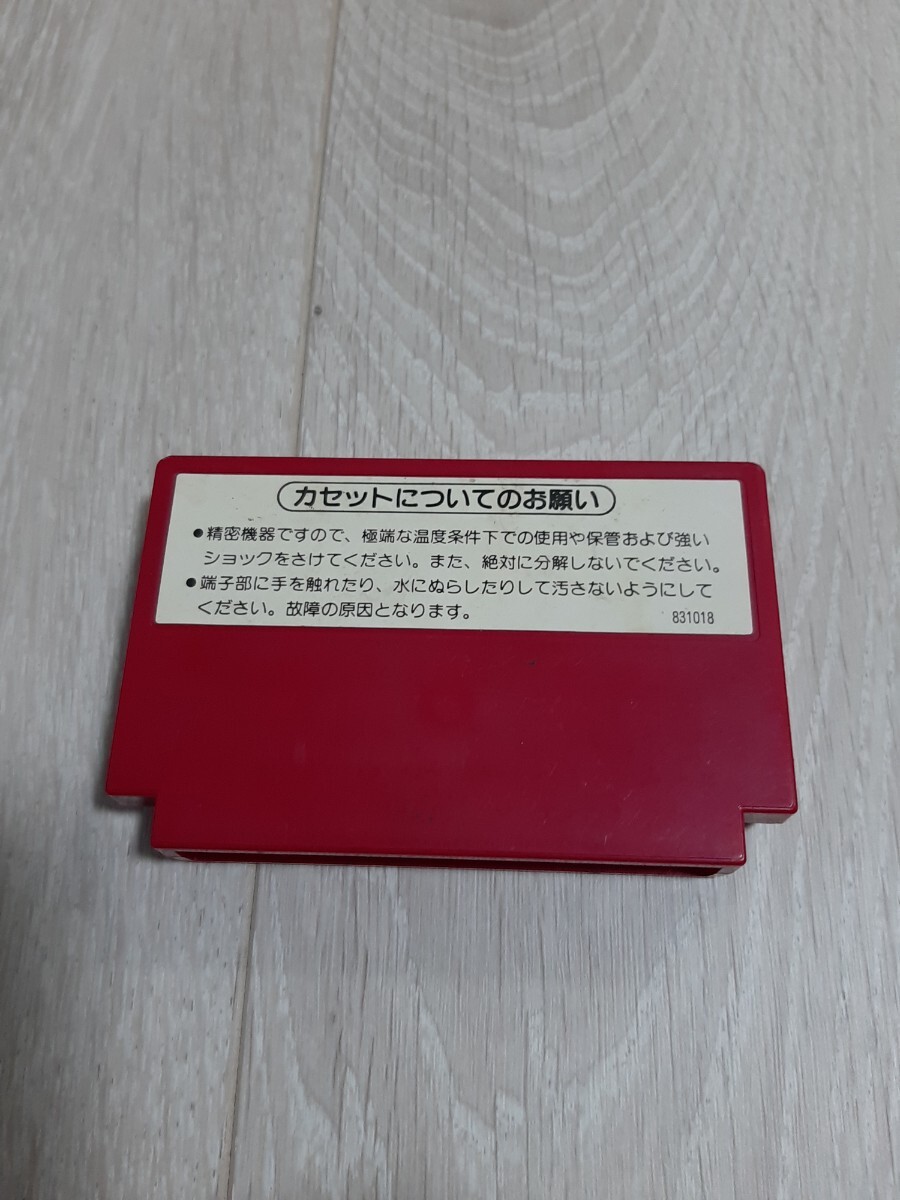 カセットについてのお願い
●精密機器ですので、極端な温度条件下での使用や保管および強い
ショックをさけてください。また、絶対に分解しないでください。
●端子部に手を触れたり、水にぬらしたりして汚さないようにして
ください。故障の原因となります。 831018